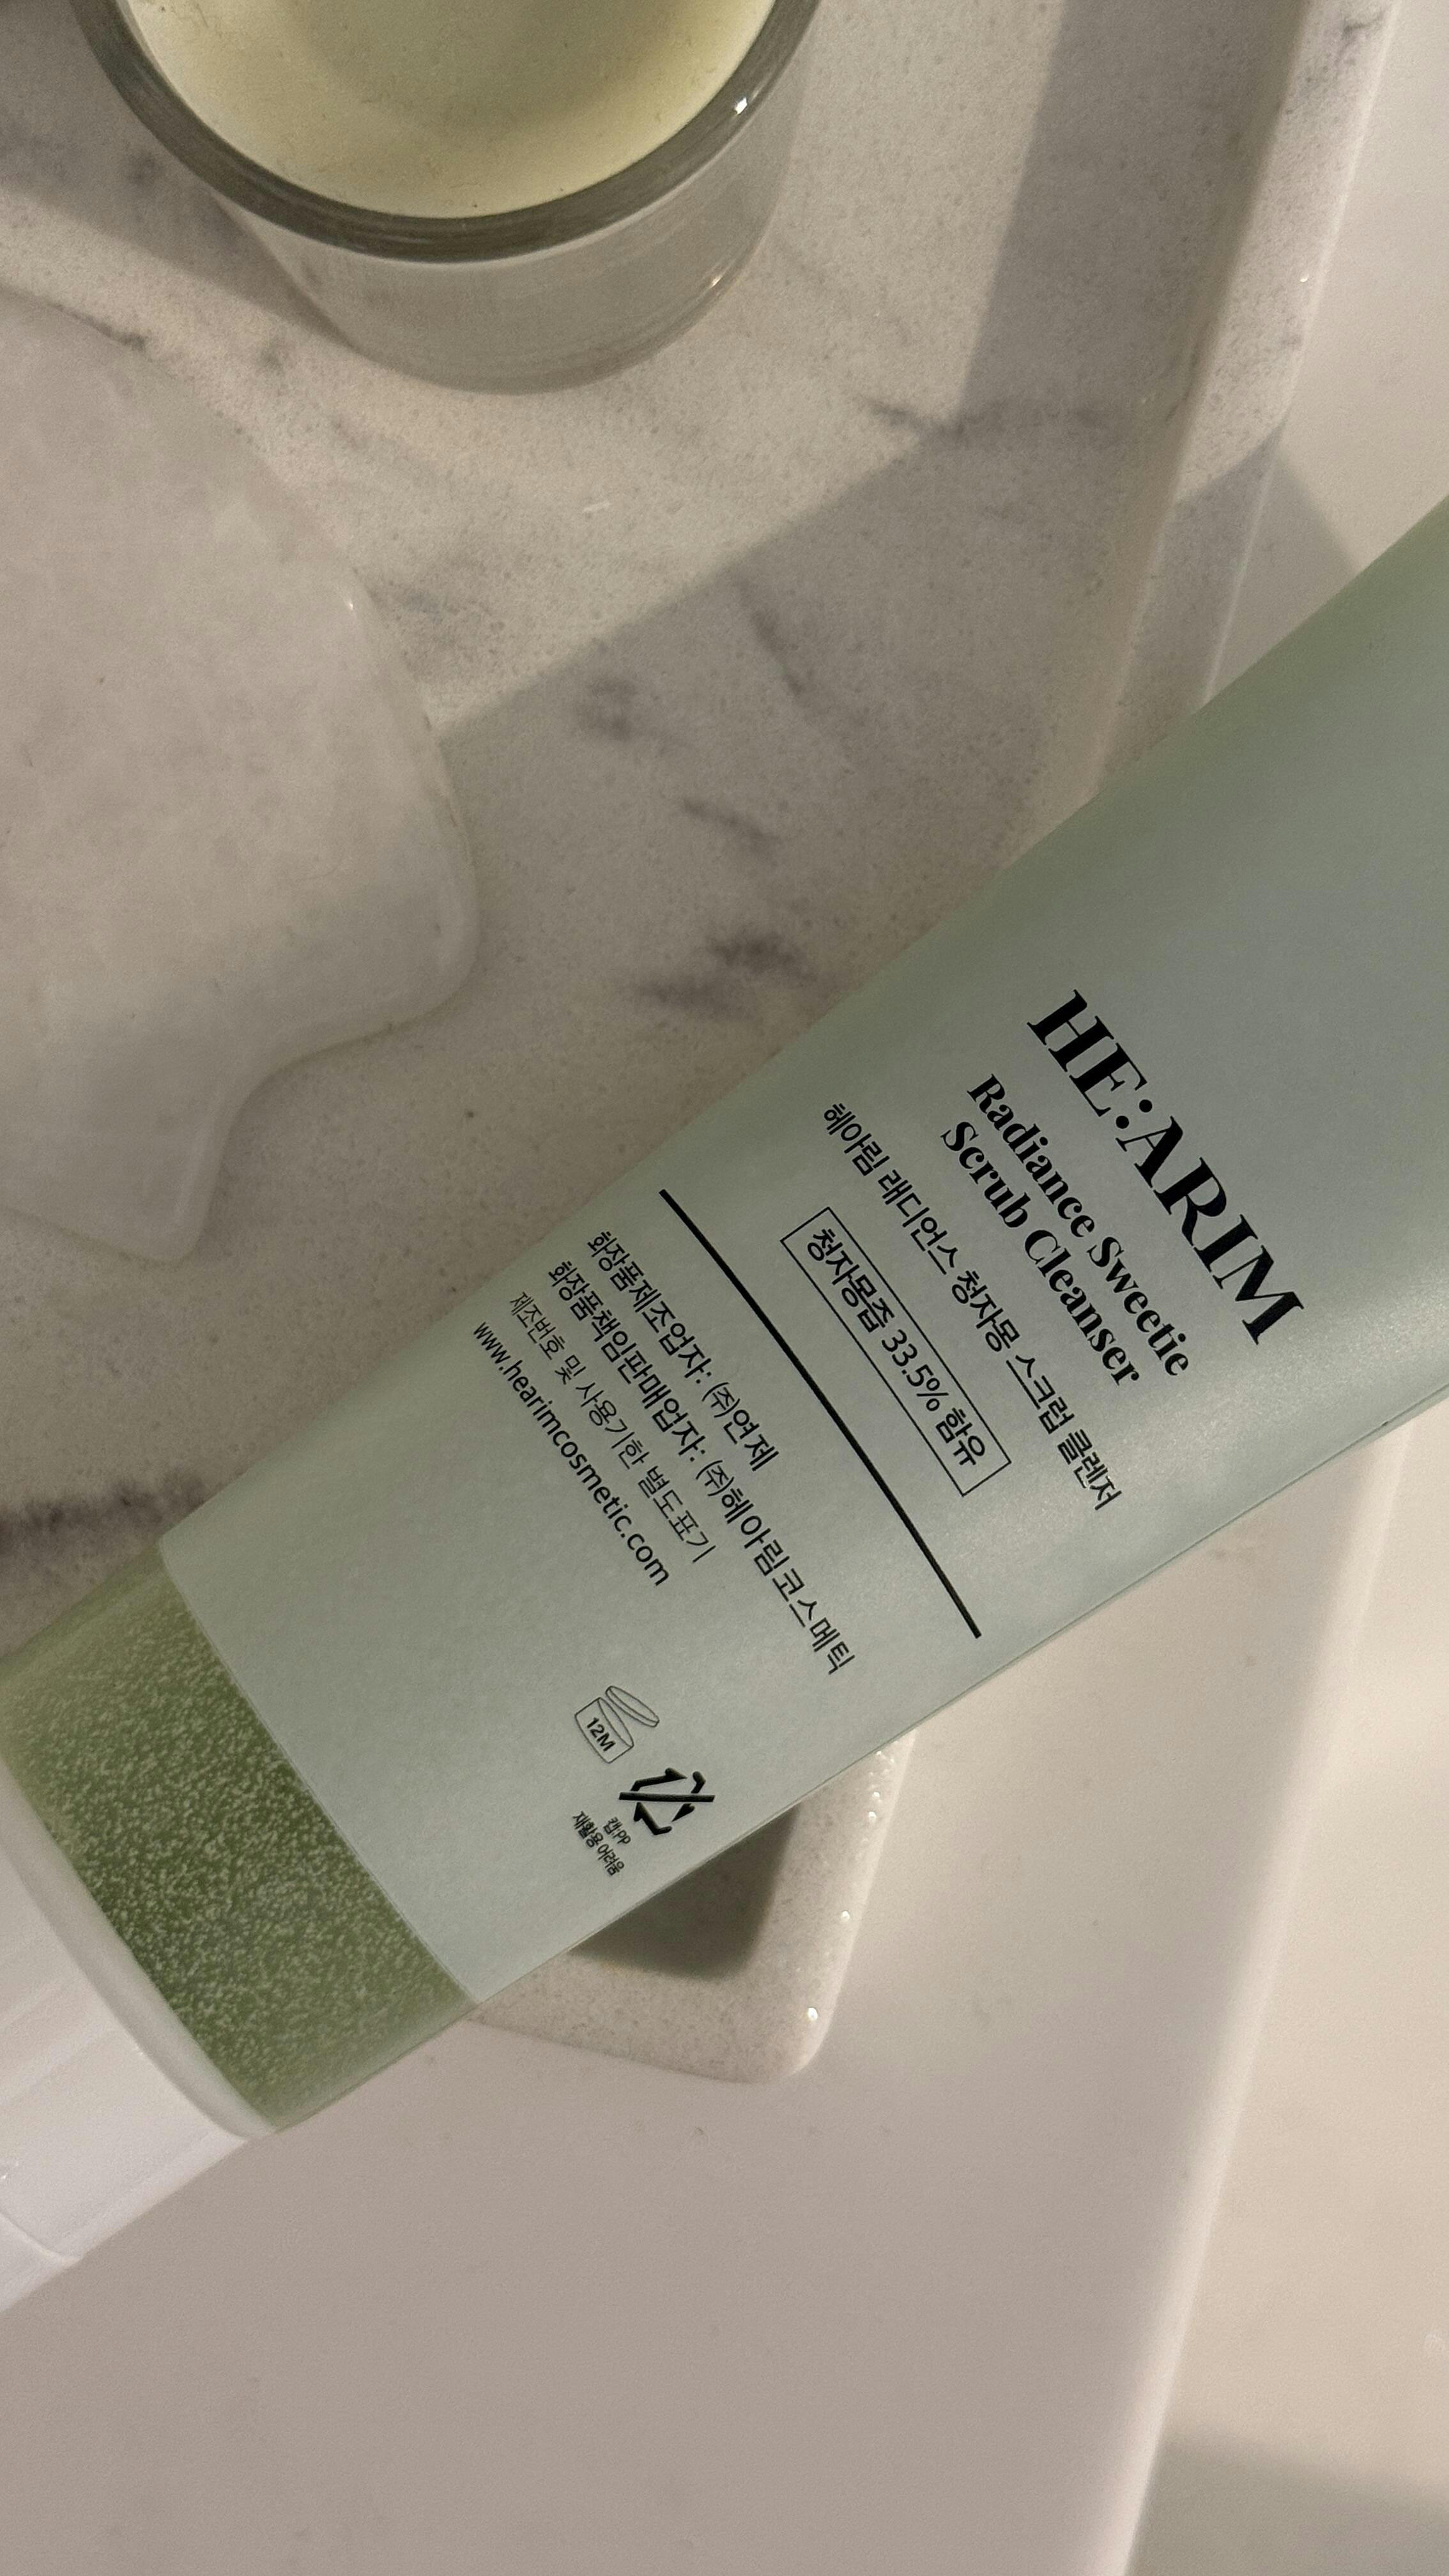 HE:ARIM
Radiance Sweetie
Scrub Cleanser
헤아림 래디언스 청자몽 스크럽 클렌저
청자몽즙 33.5% 함유
화장품제조업자: ㈜연제
화장품책임판매업자: ㈜헤아림코스메틱
제조번호 및 사용기한 별도표기
www.hearimcosmetic.com
12M
캡:PP
재활용 어려움